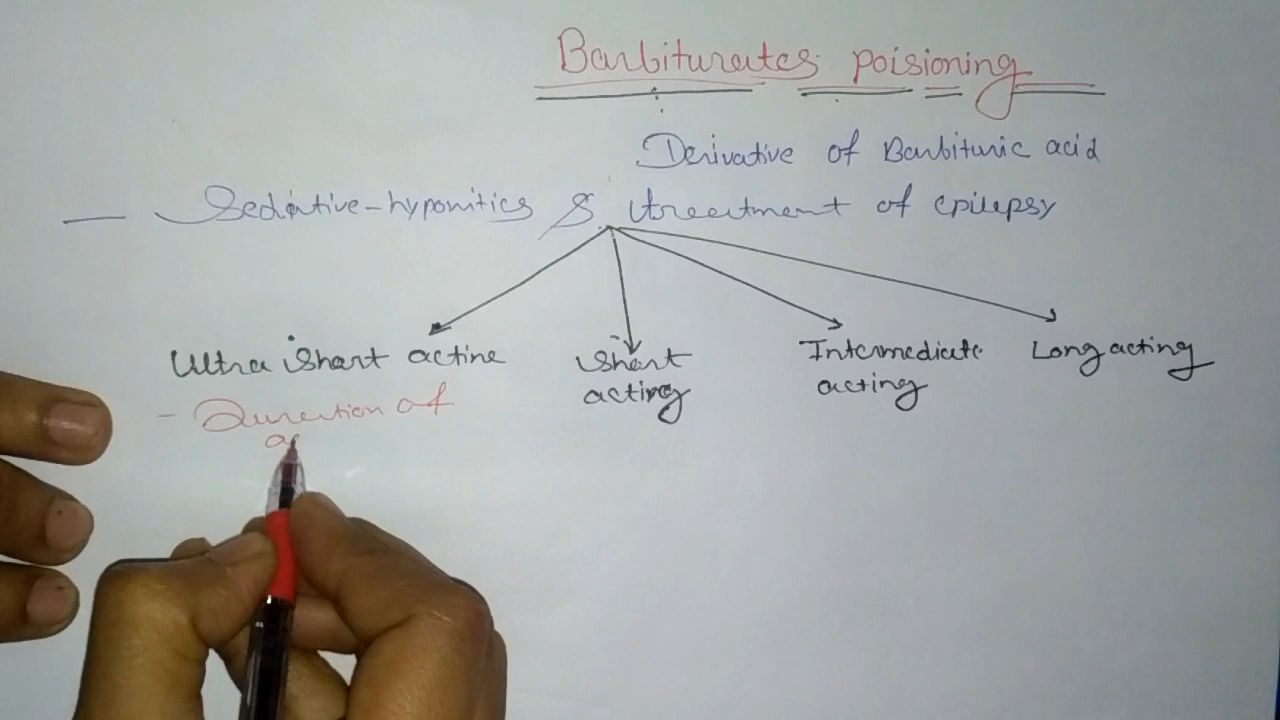 Barbiturates poisioning
Derivative of Barbituric acid
— Sedative-hyponitics & treatment of epilepsy
Ultra short active
short acting
Intermediate acting
Long acting
- Duration of
a